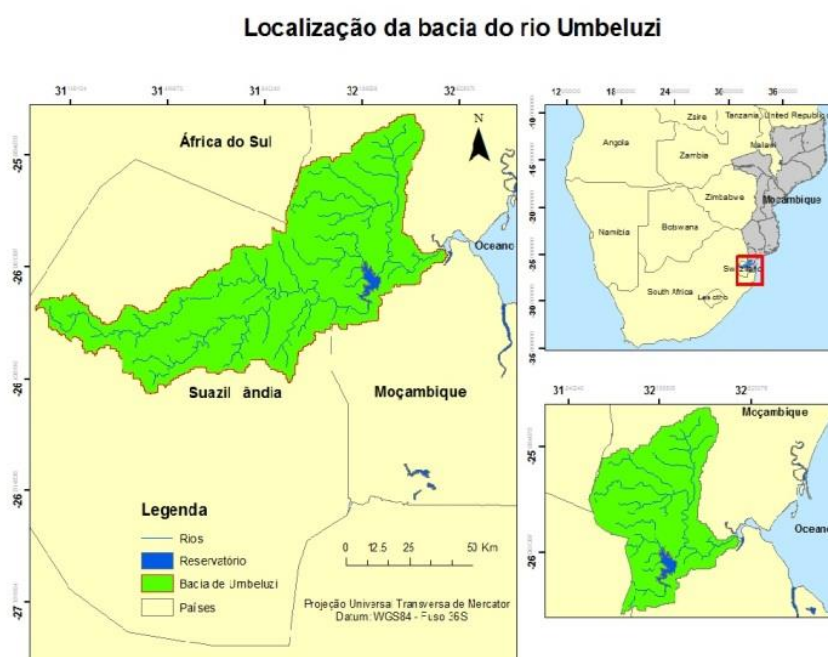 Localização da bacia do rio Umbeluzi
31
31
31
32
32
África do Sul
N
25
Oceano
26
26
Suazil ândia
Moçambique
26
27
Legenda
Rios
Reservatório
Bacia de Umbeluzi
Países
0 12.5 25 50 Km
Projeção Universal Transversa de Mercator
Datum: WGS84 - Fuso 36S
12
18
24
30
36
-10
-15
-20
-25
-30
-35
Zaire
Tanzania
United Republic
Angola
Malawi
Zambia
Moçambique
Zimbabwe
Namibia
Botswana
South Africa
31
32
32
Moçambique
-25
-26
Oceano